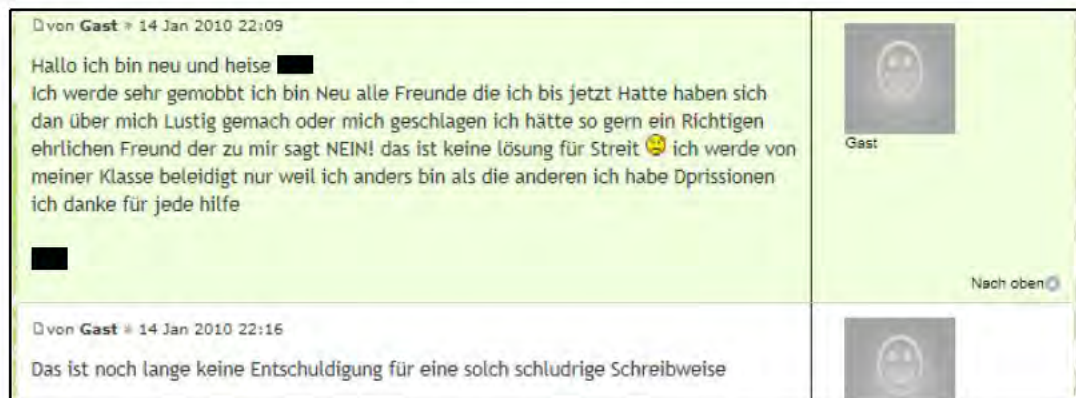 von Gast » 14 Jan 2010 22:09
Hallo ich bin neu und heise
Ich werde sehr gemobbt ich bin Neu alle Freunde die ich bis jetzt Hatte haben sich
dan über mich Lustig gemach oder mich geschlagen ich hätte so gern ein Richtigen
ehrlichen Freund der zu mir sagt NEIN! das ist keine lösung für Streit ich werde von
meiner Klasse beleidigt nur weil ich anders bin als die anderen ich habe Dprissionen
ich danke für jede hilfe
Gast
Nach oben
von Gast » 14 Jan 2010 22:16
Das ist noch lange keine Entschuldigung für eine solch schludrige Schreibweise